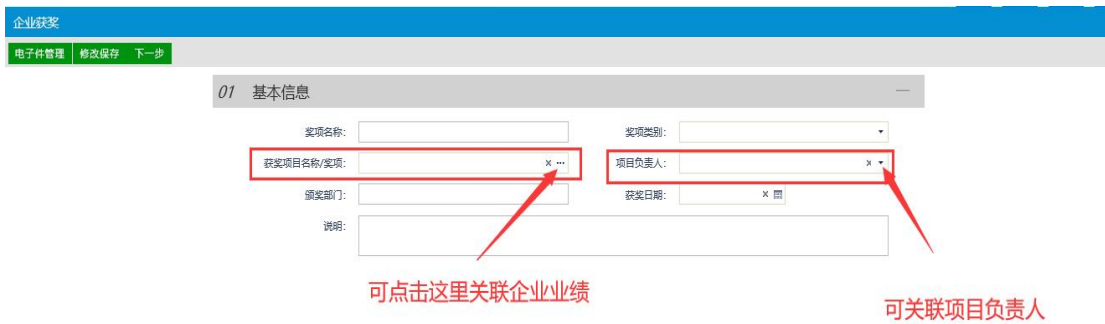 企业获奖
电子件管理 修改保存 下一步
01 基本信息
奖项名称: 奖项类别:
获奖项目名称/奖项: 项目负责人:
颁奖部门: 获奖日期:
说明:
可点击这里关联企业业绩
可关联项目负责人